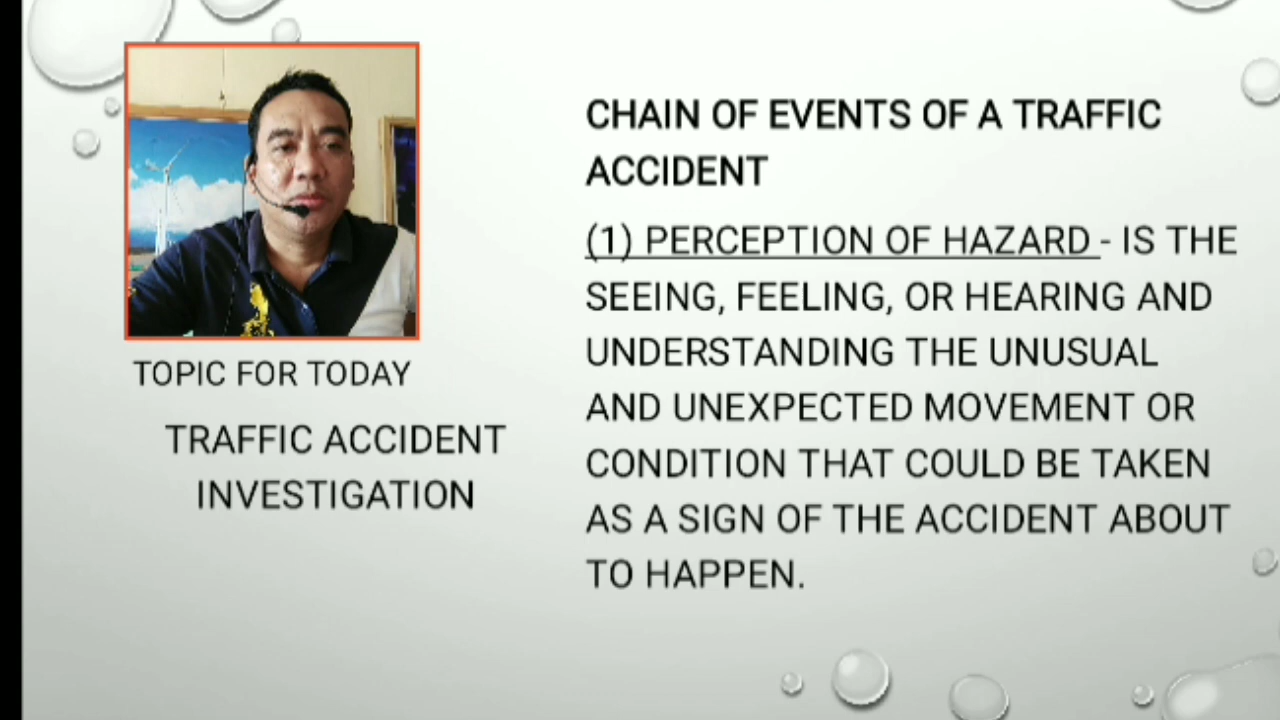 TOPIC FOR TODAY
TRAFFIC ACCIDENT
INVESTIGATION
CHAIN OF EVENTS OF A TRAFFIC
ACCIDENT
(1) PERCEPTION OF HAZARD - IS THE
SEEING, FEELING, OR HEARING AND
UNDERSTANDING THE UNUSUAL
AND UNEXPECTED MOVEMENT OR
CONDITION THAT COULD BE TAKEN
AS A SIGN OF THE ACCIDENT ABOUT
TO HAPPEN.